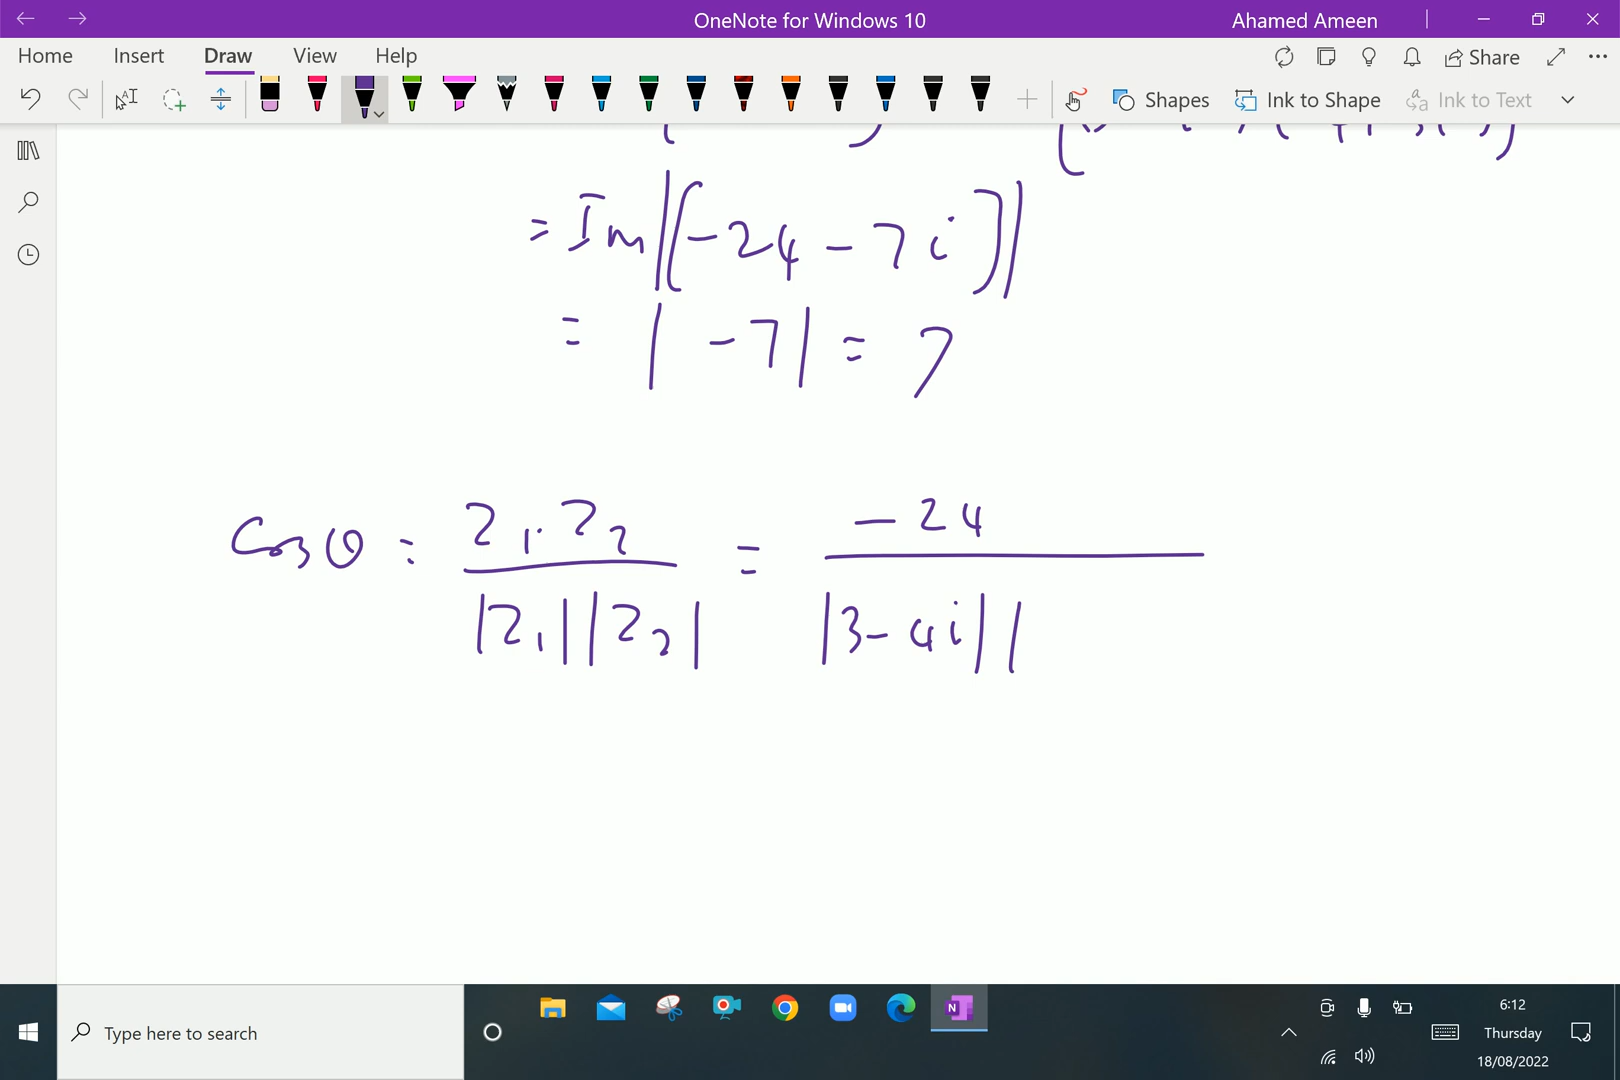 OneNote for Windows 10
Ahamed Ameen
Home Insert Draw View Help
Share
Shapes Ink to Shape Ink to Text
= Im|(-24 - 7i)|
= |-7| = 7
Cos θ = z₁.z₂ / |z₁||z₂| = -24 / |3-4i||
Type here to search
6:12
Thursday
18/08/2022